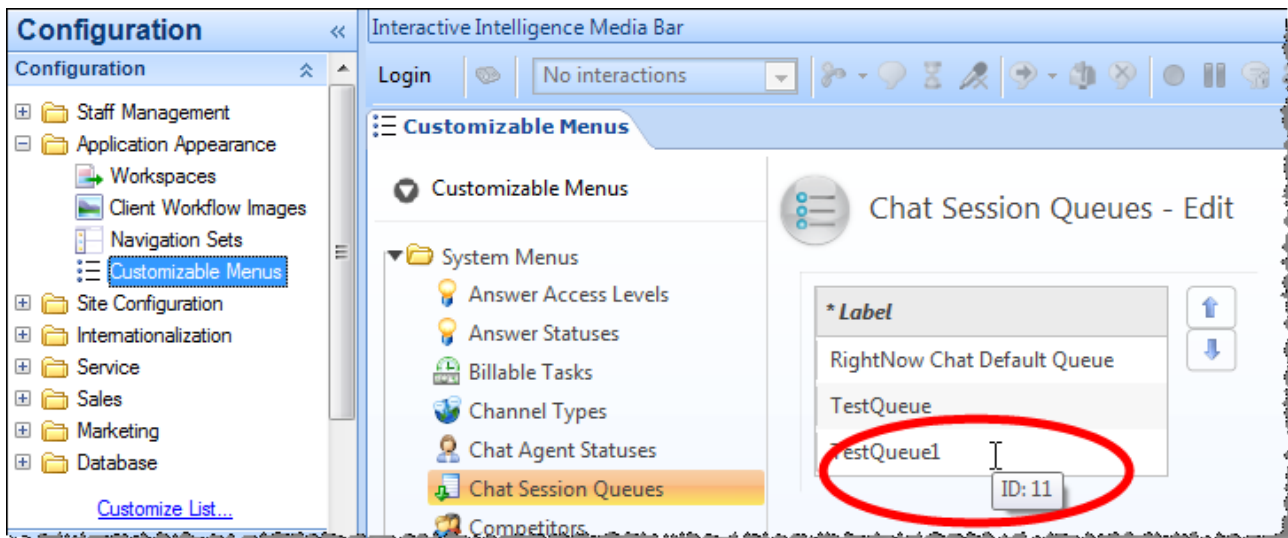 Configuration «
Configuration
Staff Management
Application Appearance
Workspaces
Client Workflow Images
Navigation Sets
Customizable Menus
Site Configuration
Internationalization
Service
Sales
Marketing
Database
Customize List...
Interactive Intelligence Media Bar
Login No interactions
Customizable Menus
Customizable Menus
System Menus
Answer Access Levels
Answer Statuses
Billable Tasks
Channel Types
Chat Agent Statuses
Chat Session Queues
Competitors
Chat Session Queues - Edit
* Label
RightNow Chat Default Queue
TestQueue
TestQueue1
ID: 11